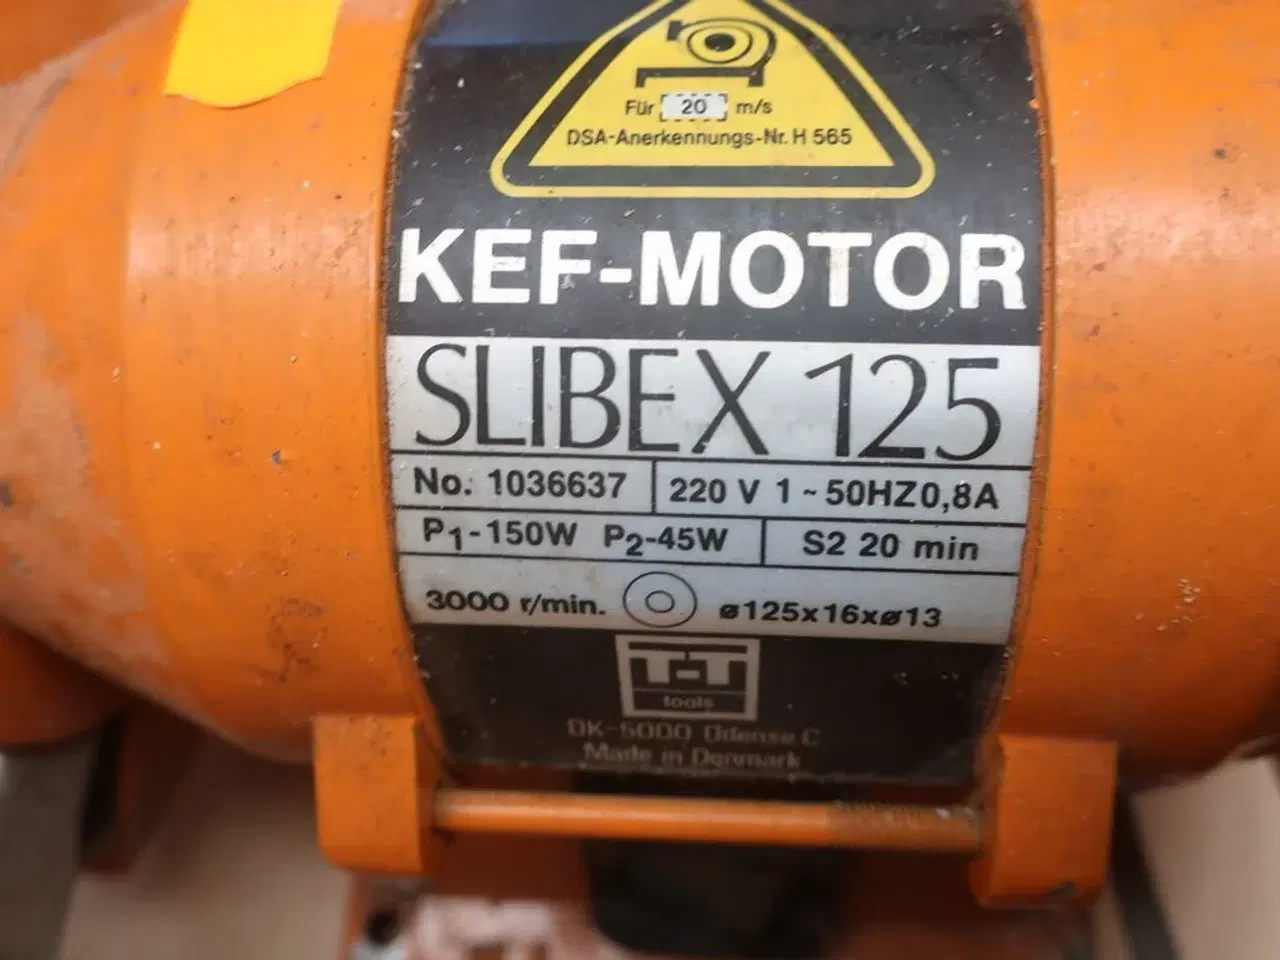 Für 20 m/s
DSA-Anerkennungs-Nr. H 565
KEF-MOTOR
SLIBEX 125
No. 1036637 220 V 1~50HZ0,8A
P1-150W P2-45W S2 20 min
3000 r/min. ø125x16xø13
T-T
tools
DK-5000 Odense C
Made in Denmark